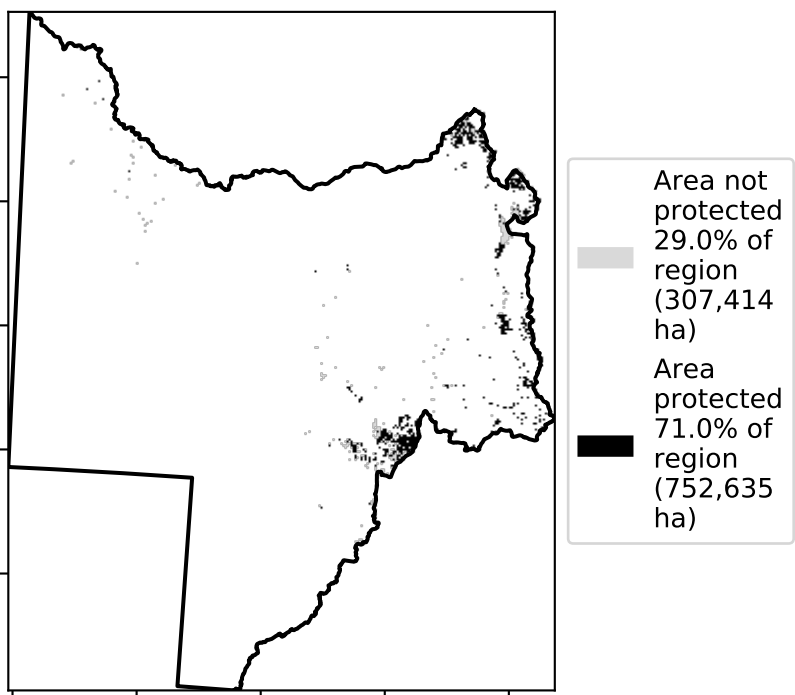 Area not
protected
29.0% of
region
(307,414
ha)
Area
protected
71.0% of
region
(752,635
ha)